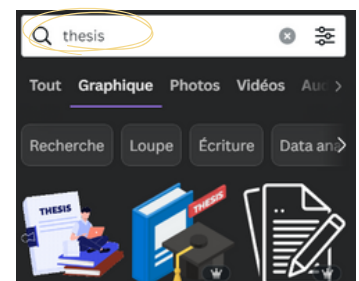 thesis
Tout Graphique Photos Vidéos
Recherche Loupe Écriture Data ana
THESIS THESIS